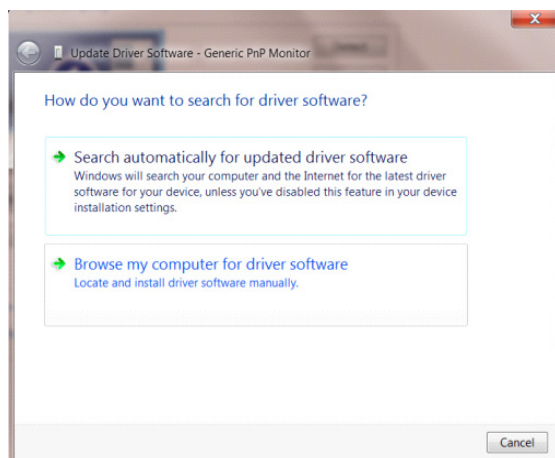 Update Driver Software - Generic PnP Monitor
How do you want to search for driver software?
Search automatically for updated driver software
Windows will search your computer and the Internet for the latest driver
software for your device, unless you've disabled this feature in your device
installation settings.
Browse my computer for driver software
Locate and install driver software manually.
Cancel